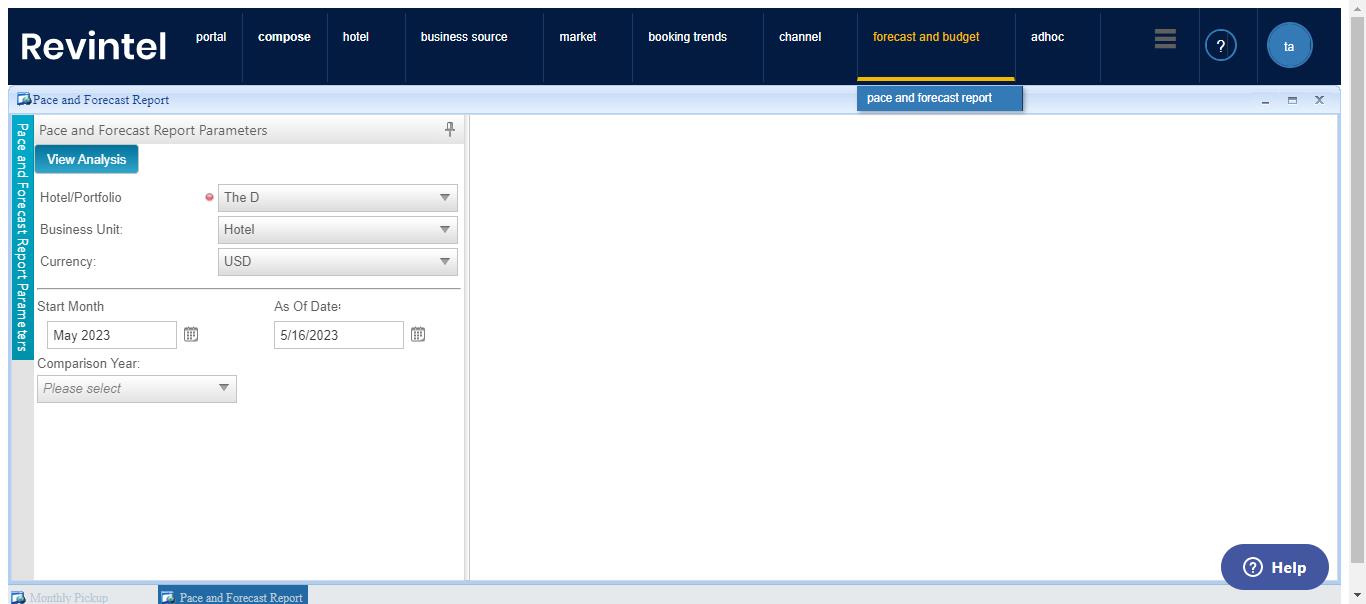 Revintel
portal
compose
hotel
business source
market
booking trends
channel
forecast and budget
adhoc
?
ta
Pace and Forecast Report
pace and forecast report
Pace and Forecast Report Parameters
Pace and Forecast Report Parameters
View Analysis
Hotel/Portfolio
The D
Business Unit:
Hotel
Currency:
USD
Start Month
As Of Date:
May 2023
5/16/2023
Comparison Year:
Please select
? Help
Monthly Pickup
Pace and Forecast Report